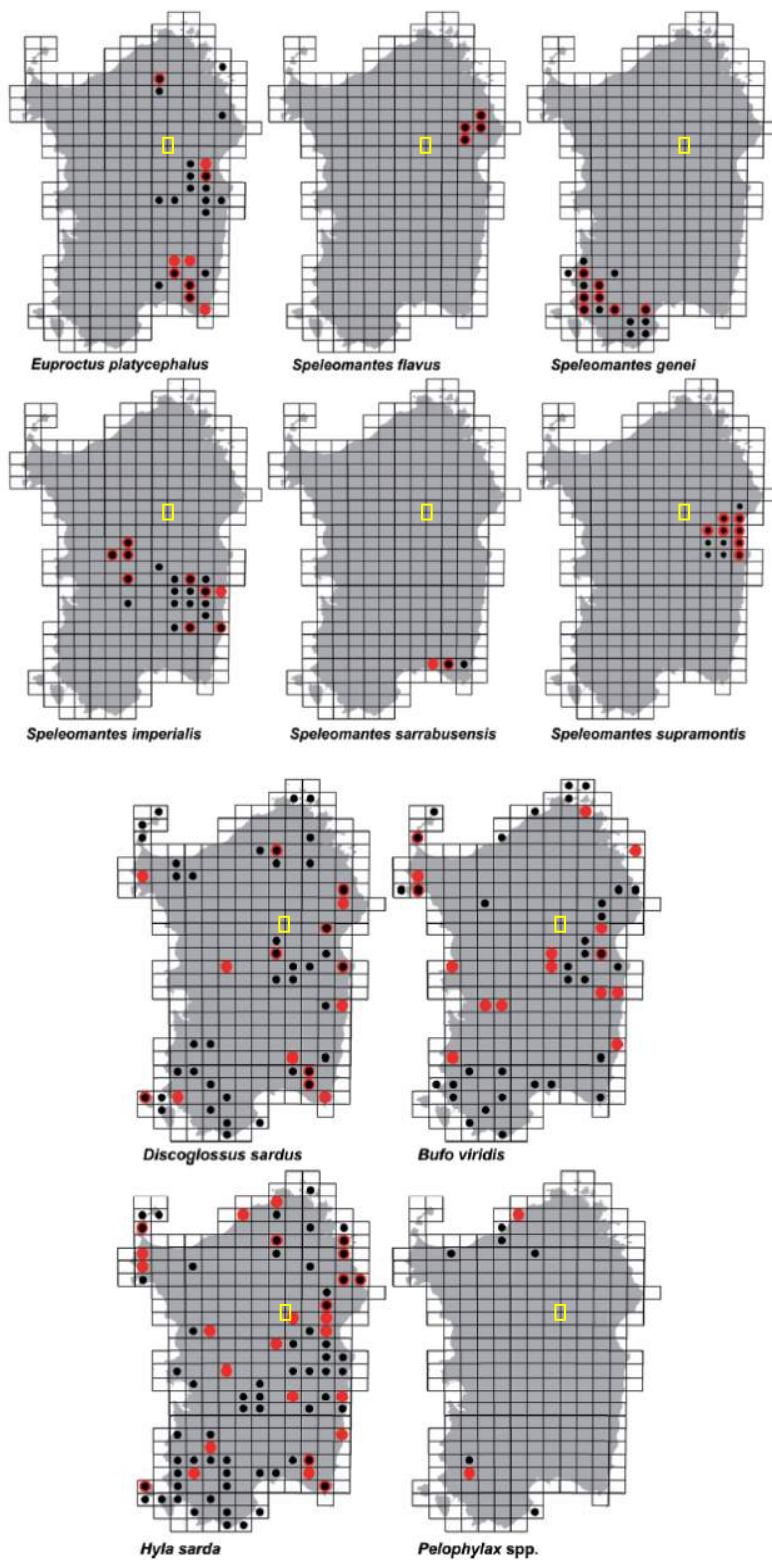 Euproctus platycephalus
Speleomantes flavus
Speleomantes genei
Speleomantes imperialis
Speleomantes sarrabusensis
Speleomantes supramontis
Discoglossus sardus
Bufo viridis
Hyla sarda
Pelophylax spp.